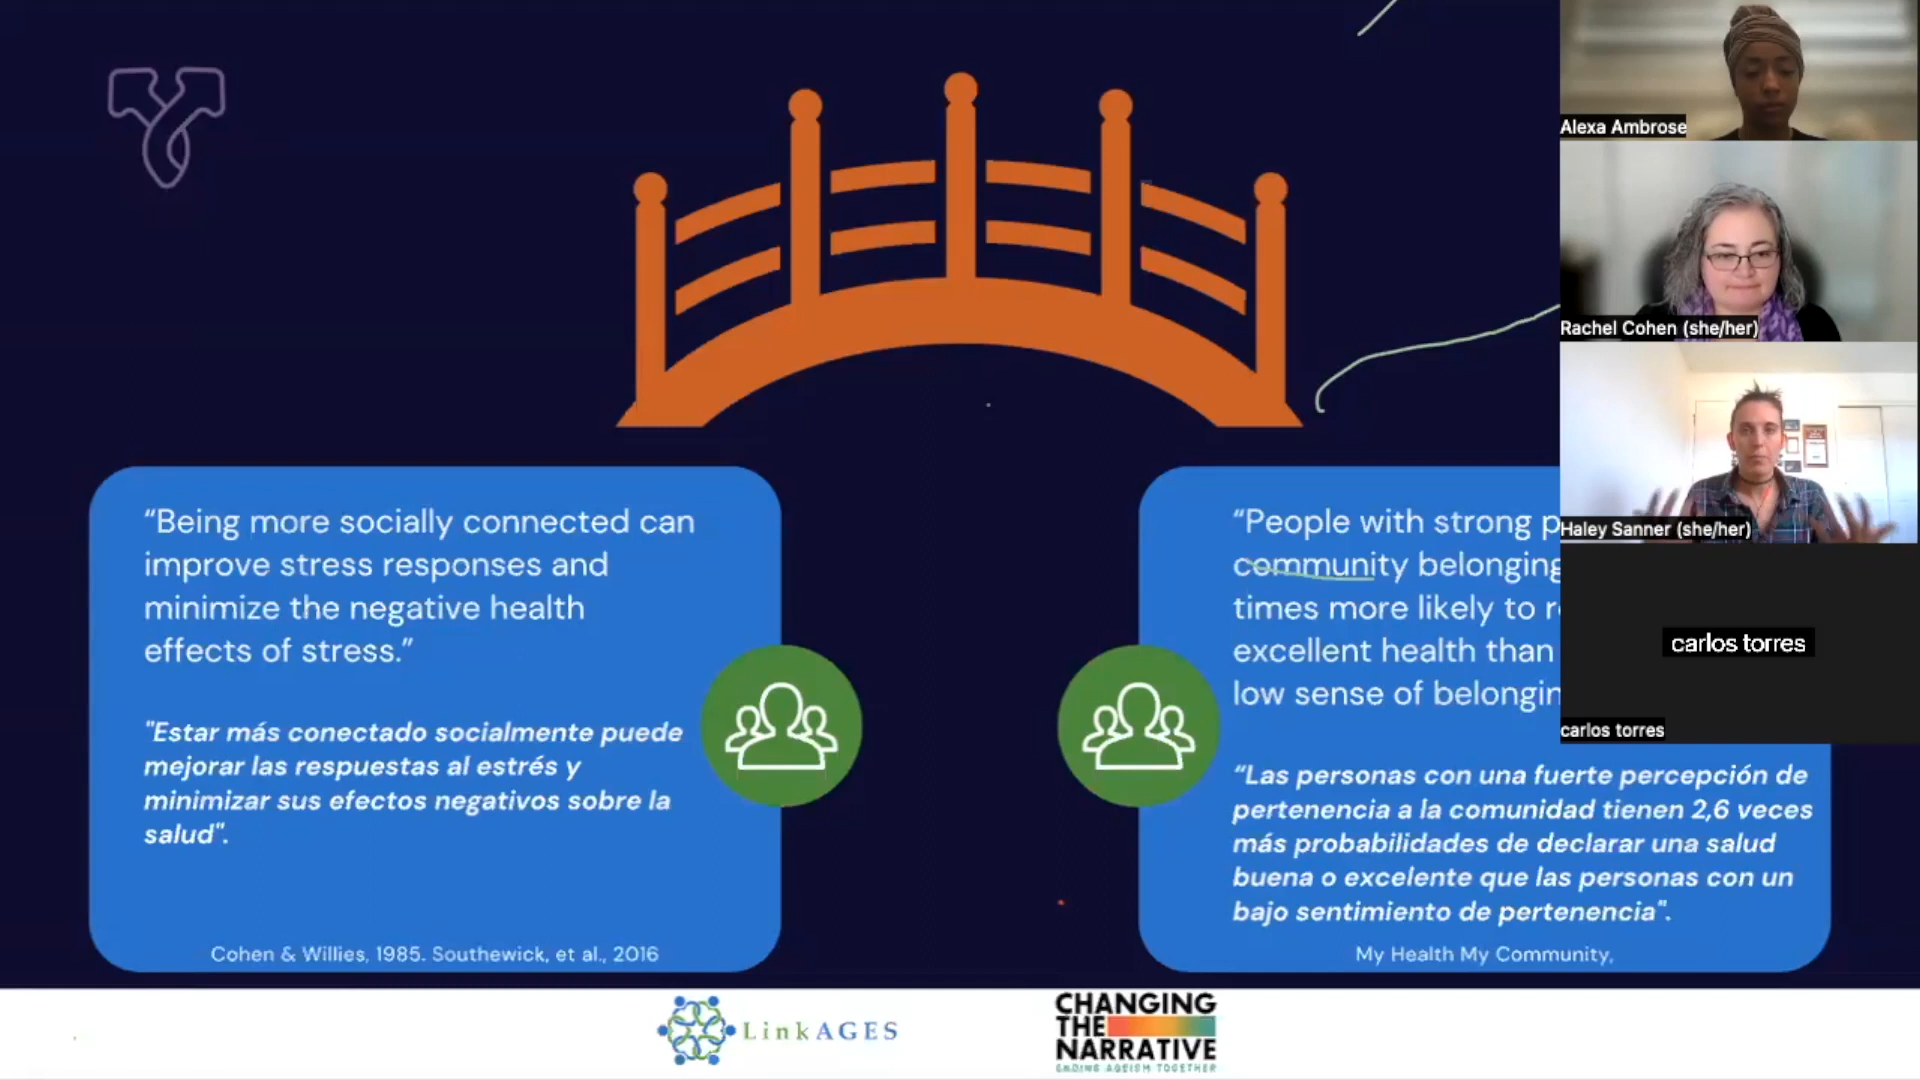 Alexa Ambrose
Rachel Cohen (she/her)
Haley Sanner (she/her)
carlos torres
carlos torres
“Being more socially connected can
improve stress responses and
minimize the negative health
effects of stress.”
"Estar más conectado socialmente puede
mejorar las respuestas al estrés y
minimizar sus efectos negativos sobre la
salud".
Cohen & Willies, 1985. Southewick, et al., 2016
“People with strong
community belonging
times more likely to
excellent health than
low sense of
“Las personas con una fuerte percepción de
pertenencia a la comunidad tienen 2,6 veces
más probabilidades de declarar una salud
buena o excelente que las personas con un
bajo sentimiento de pertenencia".
My Health My Community,
LinkAGES
CHANGING
THE
NARRATIVE
ENDING AGEISM TOGETHER